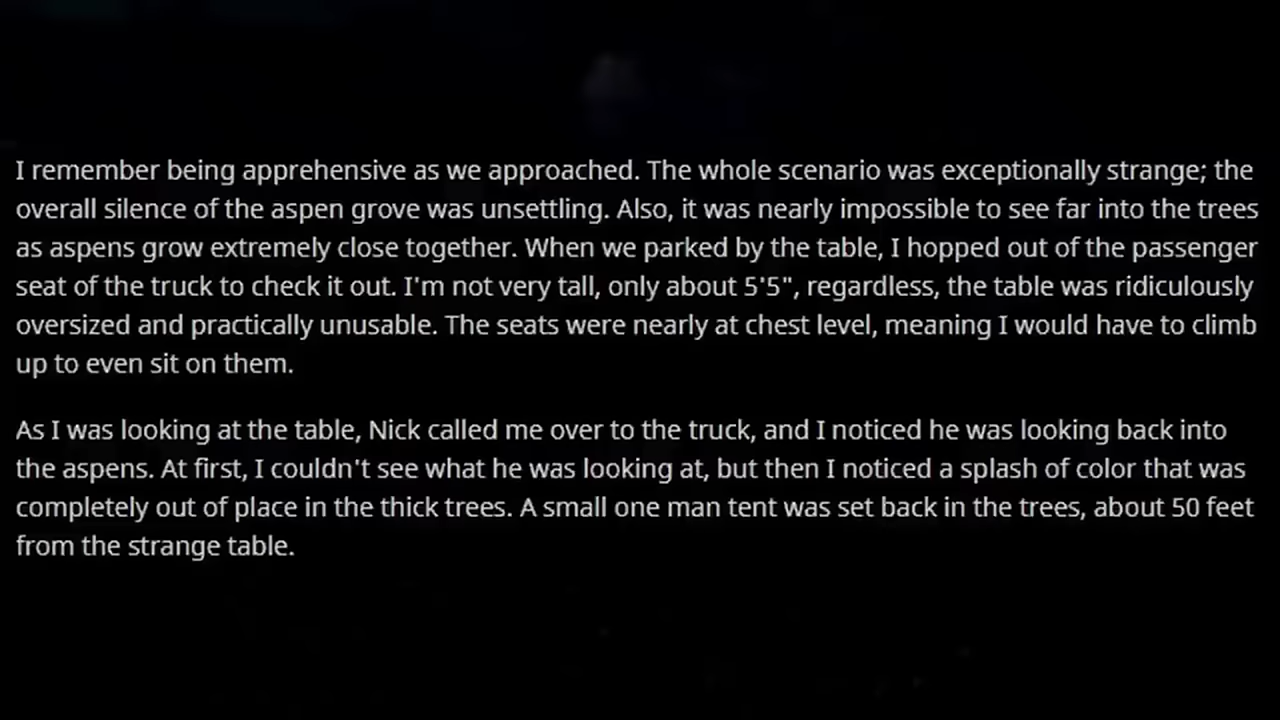 I remember being apprehensive as we approached. The whole scenario was exceptionally strange; the
overall silence of the aspen grove was unsettling. Also, it was nearly impossible to see far into the trees
as aspens grow extremely close together. When we parked by the table, I hopped out of the passenger
seat of the truck to check it out. I'm not very tall, only about 5'5", regardless, the table was ridiculously
oversized and practically unusable. The seats were nearly at chest level, meaning I would have to climb
up to even sit on them.
As I was looking at the table, Nick called me over to the truck, and I noticed he was looking back into
the aspens. At first, I couldn't see what he was looking at, but then I noticed a splash of color that was
completely out of place in the thick trees. A small one man tent was set back in the trees, about 50 feet
from the strange table.